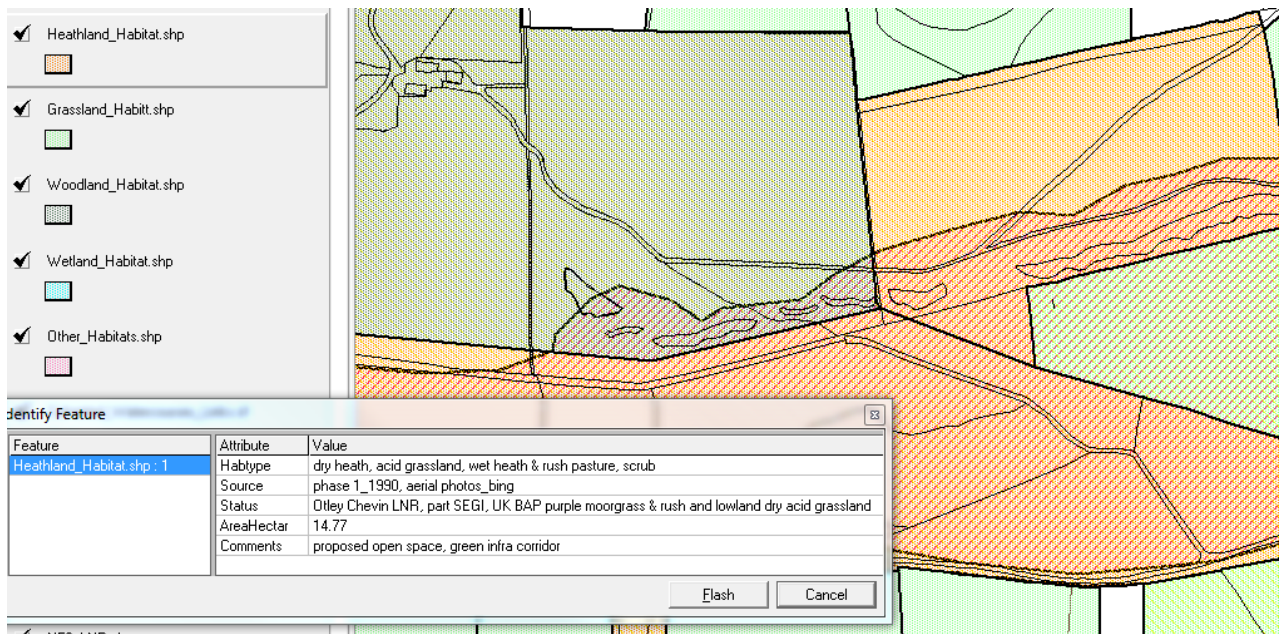 Heathland_Habitat.shp
Grassland_Habitt.shp
Woodland_Habitat.shp
Wetland_Habitat.shp
Other_Habitats.shp
dentify Feature
Feature
Attribute
Value
Heathland_Habitat.shp : 1
Habtype
dry heath, acid grassland, wet heath & rush pasture, scrub
Source
phase 1_1990, aerial photos_bing
Status
Otley Chevin LNR, part SEGI, UK BAP purple moorgrass & rush and lowland dry acid grassland
AreaHectar
14.77
Comments
proposed open space, green infra corridor
Flash
Cancel